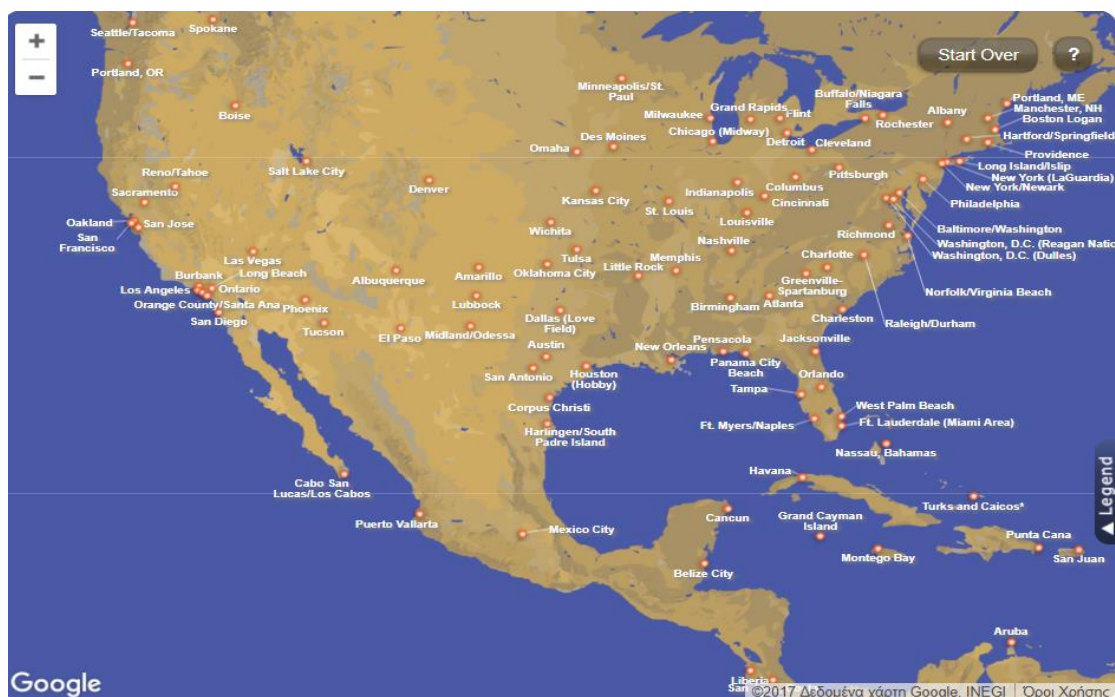 +
−
Start Over
?
Seattle/Tacoma
Spokane
Portland, OR
Boise
Minneapolis/St.
Paul
Milwaukee
Grand Rapids
Flint
Buffalo/Niagara
Falls
Albany
Portland, ME
Manchester, NH
Boston Logan
Rochester
Chicago (Midway)
Detroit
Cleveland
Hartford/Springfield
Des Moines
Omaha
Providence
Long Island/Islip
New York (LaGuardia)
New York/Newark
Reno/Tahoe
Salt Lake City
Denver
Sacramento
Kansas City
Indianapolis
Columbus
Pittsburgh
Cincinnati
St. Louis
Philadelphia
Oakland
San Jose
San
Francisco
Wichita
Louisville
Nashville
Richmond
Baltimore/Washington
Washington, D.C. (Reagan Natio
Washington, D.C. (Dulles)
Las Vegas
Burbank
Long Beach
Los Angeles
Ontario
Orange County/Santa Ana
San Diego
Phoenix
Tucson
Albuquerque
Amarillo
Oklahoma City
Tulsa
Little Rock
Memphis
Charlotte
Greenville-
Spartanburg
Norfolk/Virginia Beach
Lubbock
Birmingham
Atlanta
Charleston
Raleigh/Durham
Dallas (Love
Field)
El Paso
Midland/Odessa
Austin
San Antonio
Houston
(Hobby)
New Orleans
Pensacola
Panama City
Beach
Jacksonville
Orlando
Tampa
Corpus Christi
Harlingen/South
Padre Island
West Palm Beach
Ft. Lauderdale (Miami Area)
Ft. Myers/Naples
Nassau, Bahamas
Havana
Cabo San
Lucas/Los Cabos
Puerto Vallarta
Mexico City
Cancun
Grand Cayman
Island
Turks and Caicos*
Punta Cana
San Juan
Montego Bay
Belize City
Aruba
Liberia
San
◀ Legend
Google
©2017 Δεδομένα χάρτη Google, INEGI
Όροι Χρήσης